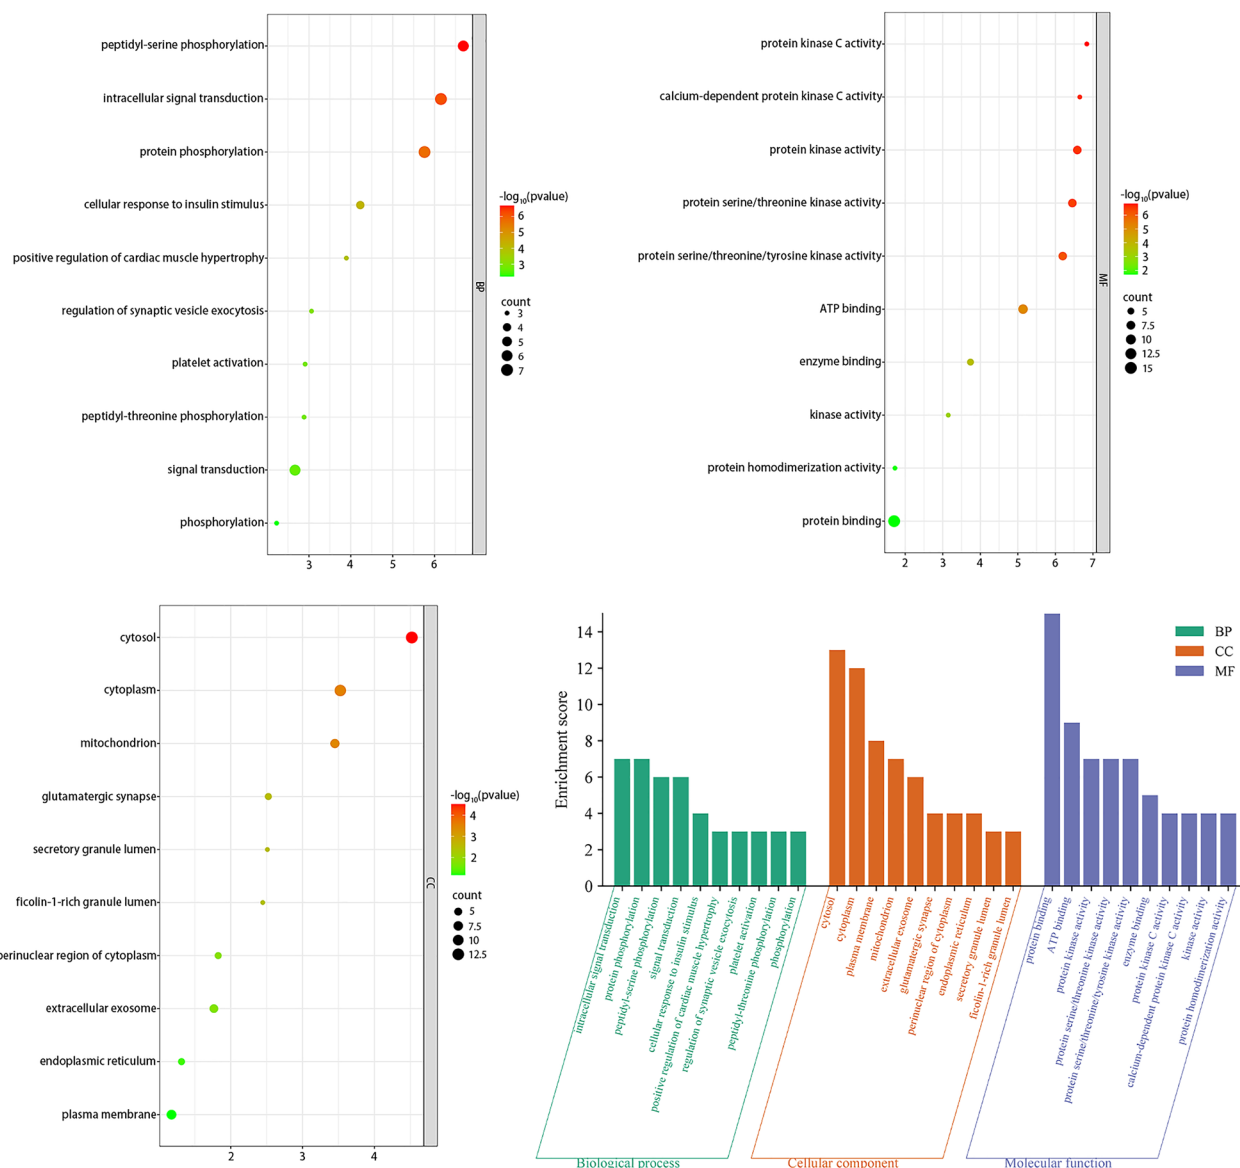 peptidyl-serine phosphorylation
intracellular signal transduction
protein phosphorylation
cellular response to insulin stimulus
positive regulation of cardiac muscle hypertrophy
regulation of synaptic vesicle exocytosis
platelet activation
peptidyl-threonine phosphorylation
signal transduction
phosphorylation
3 4 5 6
BP
-log10(pvalue)
6
5
4
3
count
3
4
5
6
7
protein kinase C activity
calcium-dependent protein kinase C activity
protein kinase activity
protein serine/threonine kinase activity
protein serine/threonine/tyrosine kinase activity
ATP binding
enzyme binding
kinase activity
protein homodimerization activity
protein binding
2 3 4 5 6 7
MF
-log10(pvalue)
6
5
4
3
2
count
5
7.5
10
12.5
15
cytosol
cytoplasm
mitochondrion
glutamatergic synapse
secretory granule lumen
ficolin-1-rich granule lumen
perinuclear region of cytoplasm
extracellular exosome
endoplasmic reticulum
plasma membrane
2 3 4
CC
-log10(pvalue)
4
3
2
count
5
7.5
10
12.5
Enrichment score
14
12
10
8
6
4
2
0
BP
CC
MF
intracellular signal transduction
protein phosphorylation
peptidyl-serine phosphorylation
signal transduction
cellular response to insulin stimulus
positive regulation of cardiac muscle hypertrophy
regulation of synaptic vesicle exocytosis
platelet activation
peptidyl-threonine phosphorylation
phosphorylation
cytosol
cytoplasm
plasma membrane
mitochondrion
extracellular exosome
glutamatergic synapse
perinuclear region of cytoplasm
endoplasmic reticulum
secretory granule lumen
ficolin-1-rich granule lumen
protein binding
ATP binding
protein kinase activity
protein serine/threonine kinase activity
protein serine/threonine/tyrosine kinase activity
enzyme binding
protein kinase C activity
calcium-dependent protein kinase C activity
kinase activity
protein homodimerization activity
Biological process
Cellular component
Molecular function